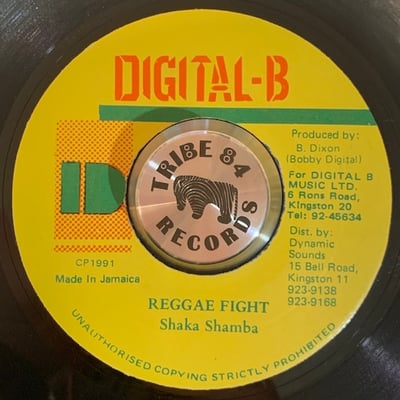 DIGITAL-B
Produced by:
B. Dixon
(Bobby Digital)
For DIGITAL B
MUSIC LTD.
6 Rons Road,
Kingston 20
Tel: 92-45634
Dist. by:
Dynamic
Sounds
15 Bell Road,
Kingston 11
923-9138
923-9168
TRIBE 84
RECORDS
D
CP1991
Made In Jamaica
REGGAE FIGHT
Shaka Shamba
UNAUTHORISED COPYING STRICTLY PROHIBITED